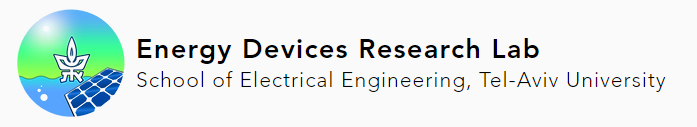 Energy Devices Research Lab
School of Electrical Engineering, Tel-Aviv University